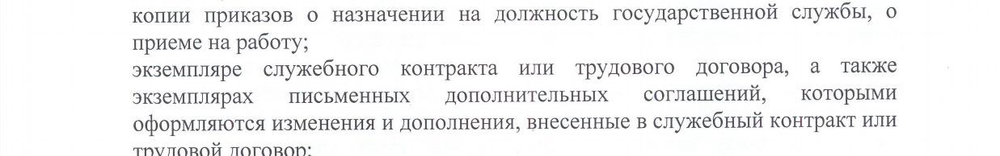 копии приказов о назначении на должность государственной службы, о
приеме на работу;
экземпляре служебного контракта или трудового договора, а также
экземплярах письменных дополнительных соглашений, которыми
оформляются изменения и дополнения, внесенные в служебный контракт или
трудовой договор;